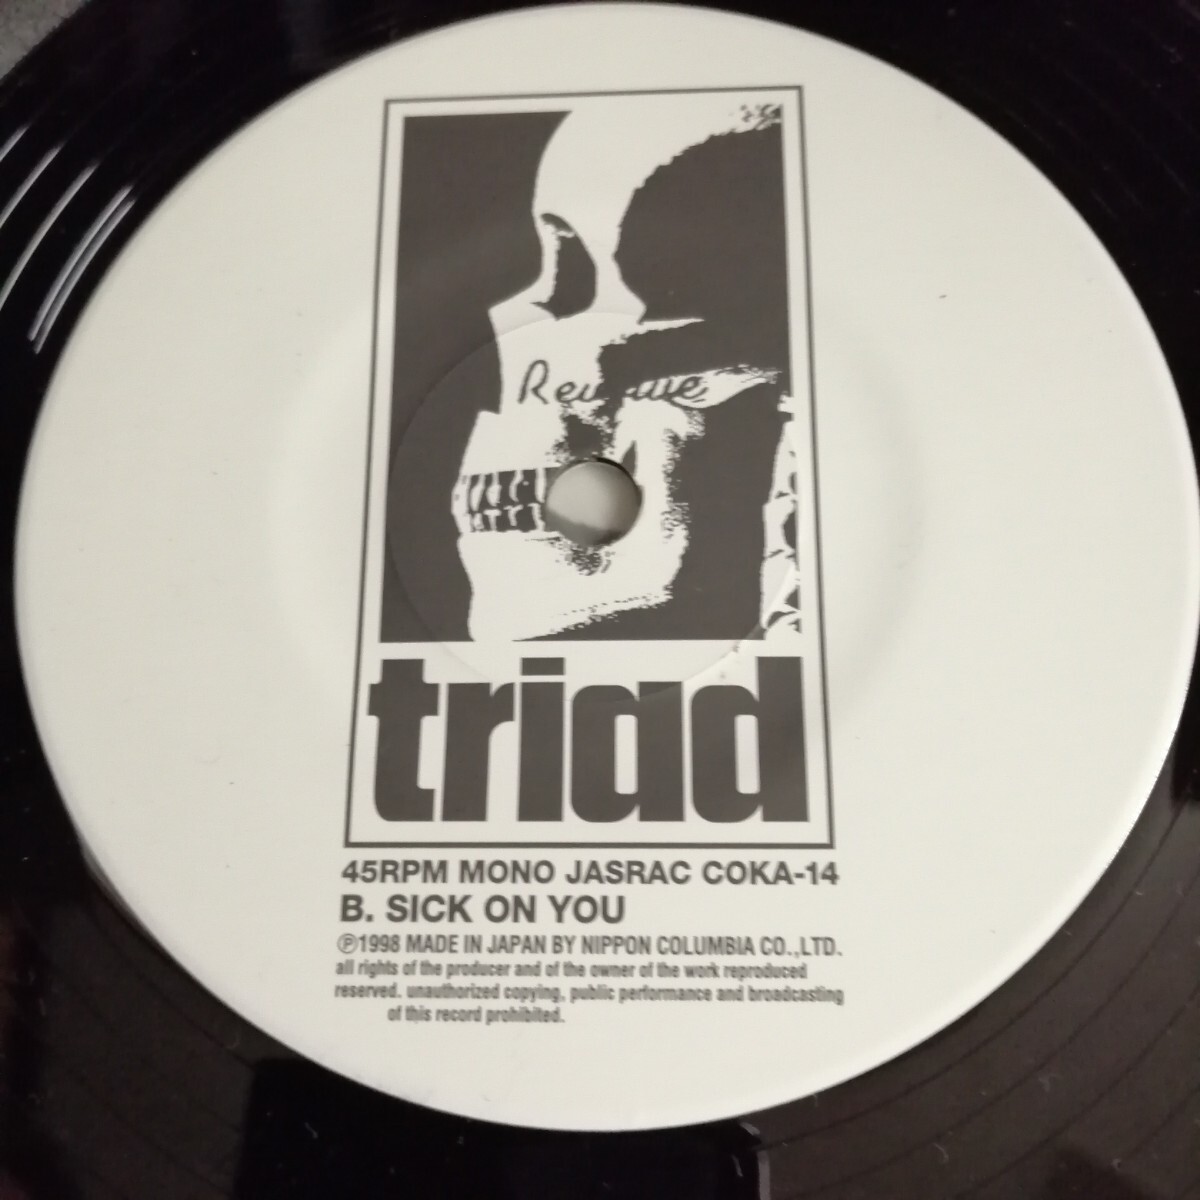 triad
45RPM MONO JASRAC COKA-14
B. SICK ON YOU
℗1998 MADE IN JAPAN BY NIPPON COLUMBIA CO.,LTD.
all rights of the producer and of the owner of the work reproduced
reserved. unauthorized copying, public performance and broadcasting
of this record prohibited.